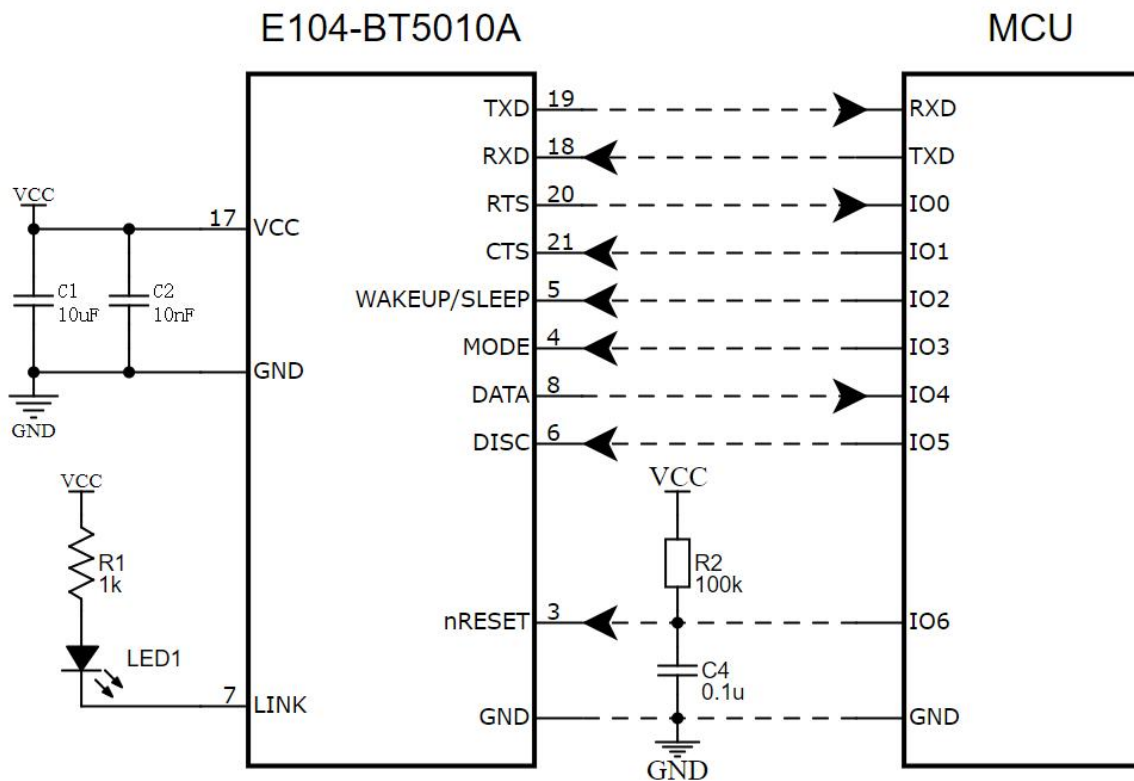 E104-BT5010A
MCU
TXD 19 RXD
RXD 18 TXD
VCC
RTS 20 IO0
17 VCC
CTS 21 IO1
C1
10uF
C2
10nF
WAKEUP/SLEEP 5 IO2
MODE 4 IO3
GND
DATA 8 IO4
GND
DISC 6 IO5
VCC
VCC
R1
1k
R2
100k
nRESET 3 IO6
LED1
C4
0.1u
7 LINK
GND GND
GND